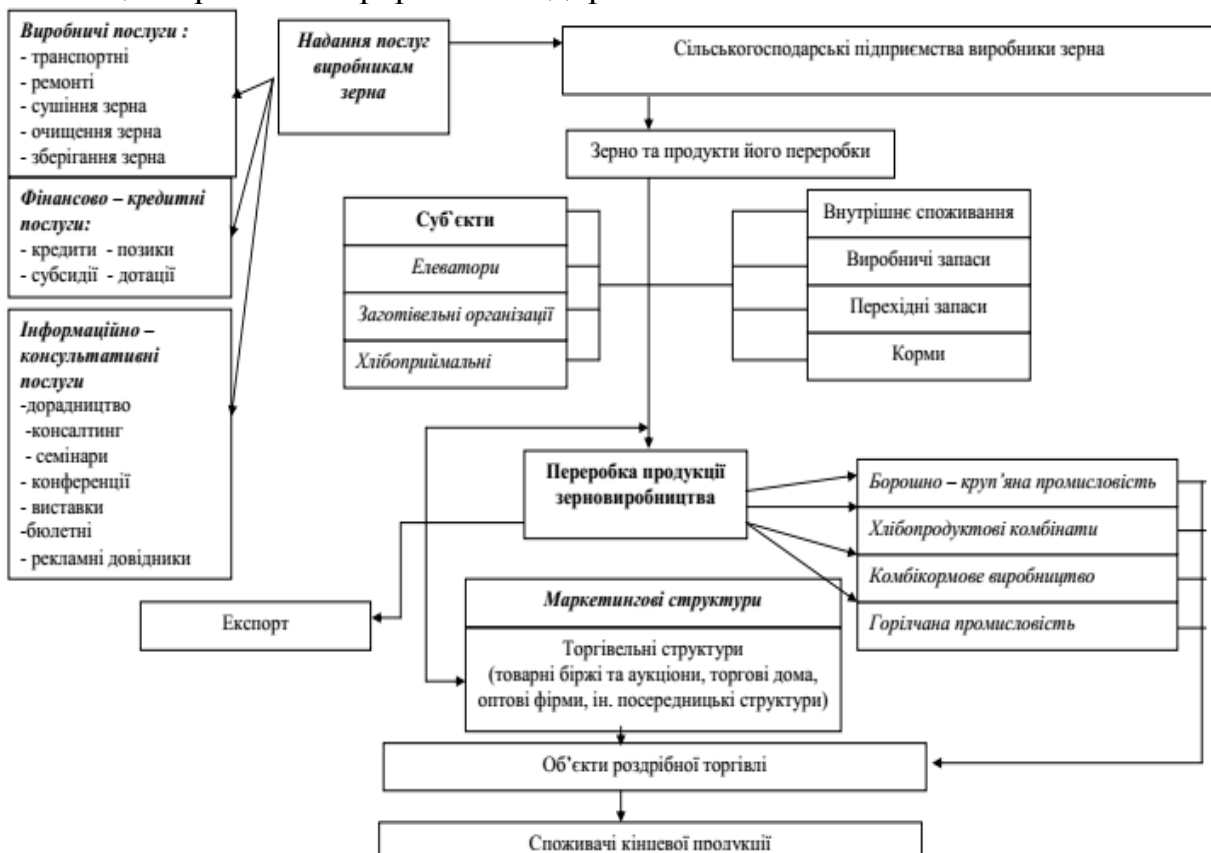 Виробничі послуги :
- транспортні
- ремонті
- сушіння зерна
- очищення зерна
- зберігання зерна
Фінансово – кредитні
послуги:
- кредити - позики
- субсидії - дотації
Інформаційно –
консультативні
послуги
-дорадництво
-консалтинг
- семінари
- конференції
- виставки
-бюлетні
- рекламні довідники
Надання послуг
виробникам
зерна
Сільськогосподарські підприємства виробники зерна
Зерно та продукти його переробки
Суб`єкти
Елеватори
Заготівельні організації
Хлібоприймальні
Внутрішнє споживання
Виробничі запаси
Перехідні запаси
Корми
Переробка продукції
зерновиробництва
Борошно – круп’яна промисловість
Хлібопродуктові комбінати
Комбікормове виробництво
Горілчана промисловість
Експорт
Маркетингові структури
Торгівельні структури
(товарні біржі та аукціони, торгові дома,
оптові фірми, ін. посередницькі структури)
Об’єкти роздрібної торгівлі
Споживачі кінцевої продукції